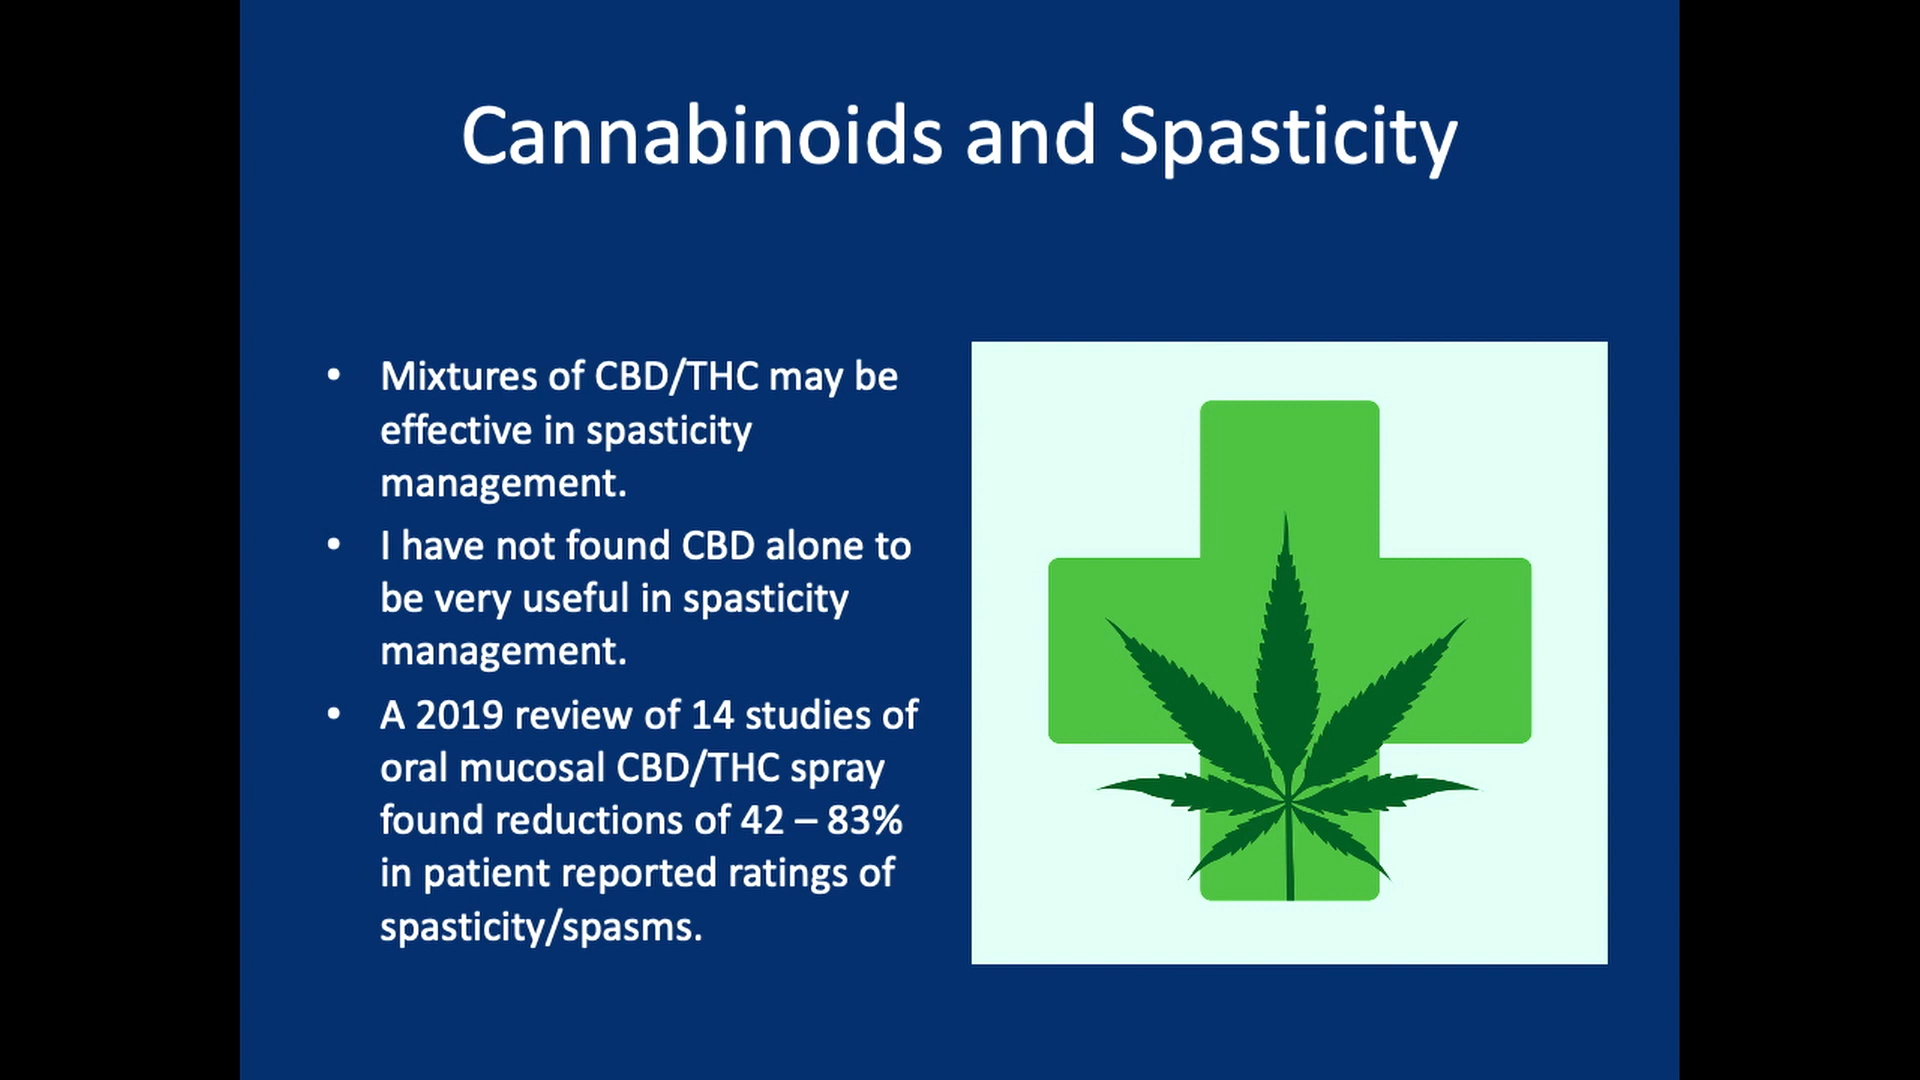 Cannabinoids and Spasticity
• Mixtures of CBD/THC may be
effective in spasticity
management.
• I have not found CBD alone to
be very useful in spasticity
management.
• A 2019 review of 14 studies of
oral mucosal CBD/THC spray
found reductions of 42 – 83%
in patient reported ratings of
spasticity/spasms.